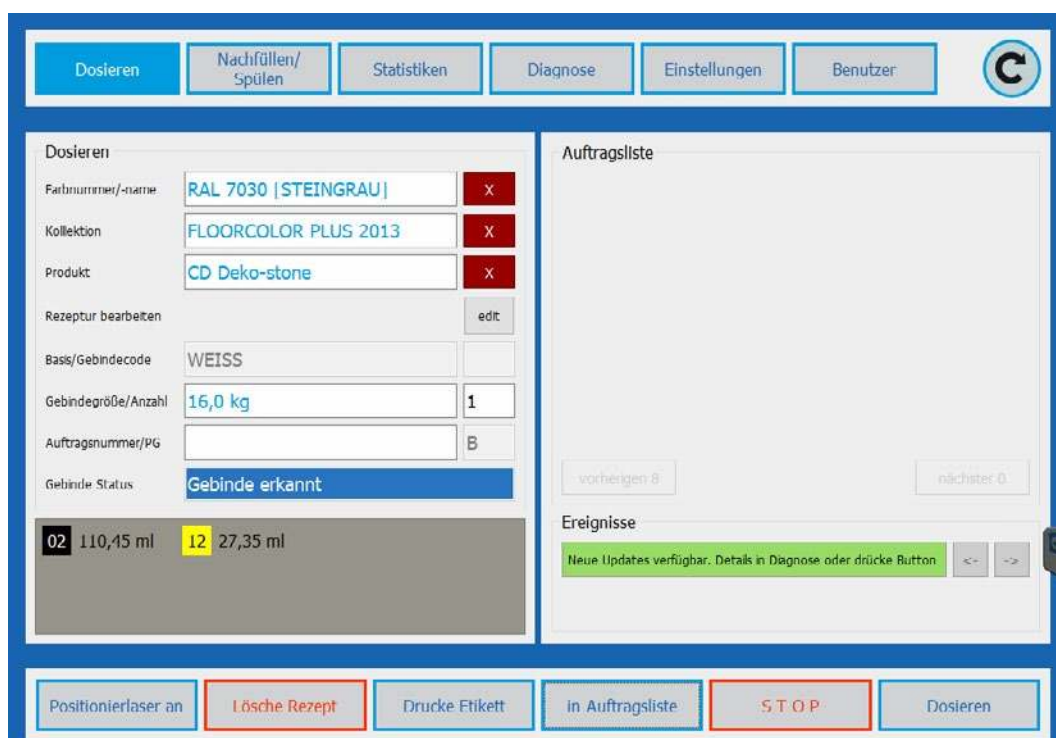 Dosieren
Nachfüllen/
Spülen
Statistiken
Diagnose
Einstellungen
Benutzer
C
Dosieren
Farbnummer/-name
RAL 7030 |STEINGRAU|
X
Kollektion
FLOORCOLOR PLUS 2013
X
Produkt
CD Deko-stone
X
Rezeptur bearbeiten
edit
Basis/Gebindecode
WEISS
Gebindegröße/Anzahl
16,0 kg
1
Auftragsnummer/PG
B
Gebinde Status
Gebinde erkannt
02 110,45 ml
12 27,35 ml
Auftragsliste
vorherigen 8
nächster 0
Ereignisse
Neue Updates verfügbar. Details in Diagnose oder drücke Button
<-
->
Positionierlaser an
Lösche Rezept
Drucke Etikett
in Auftragsliste
S T O P
Dosieren